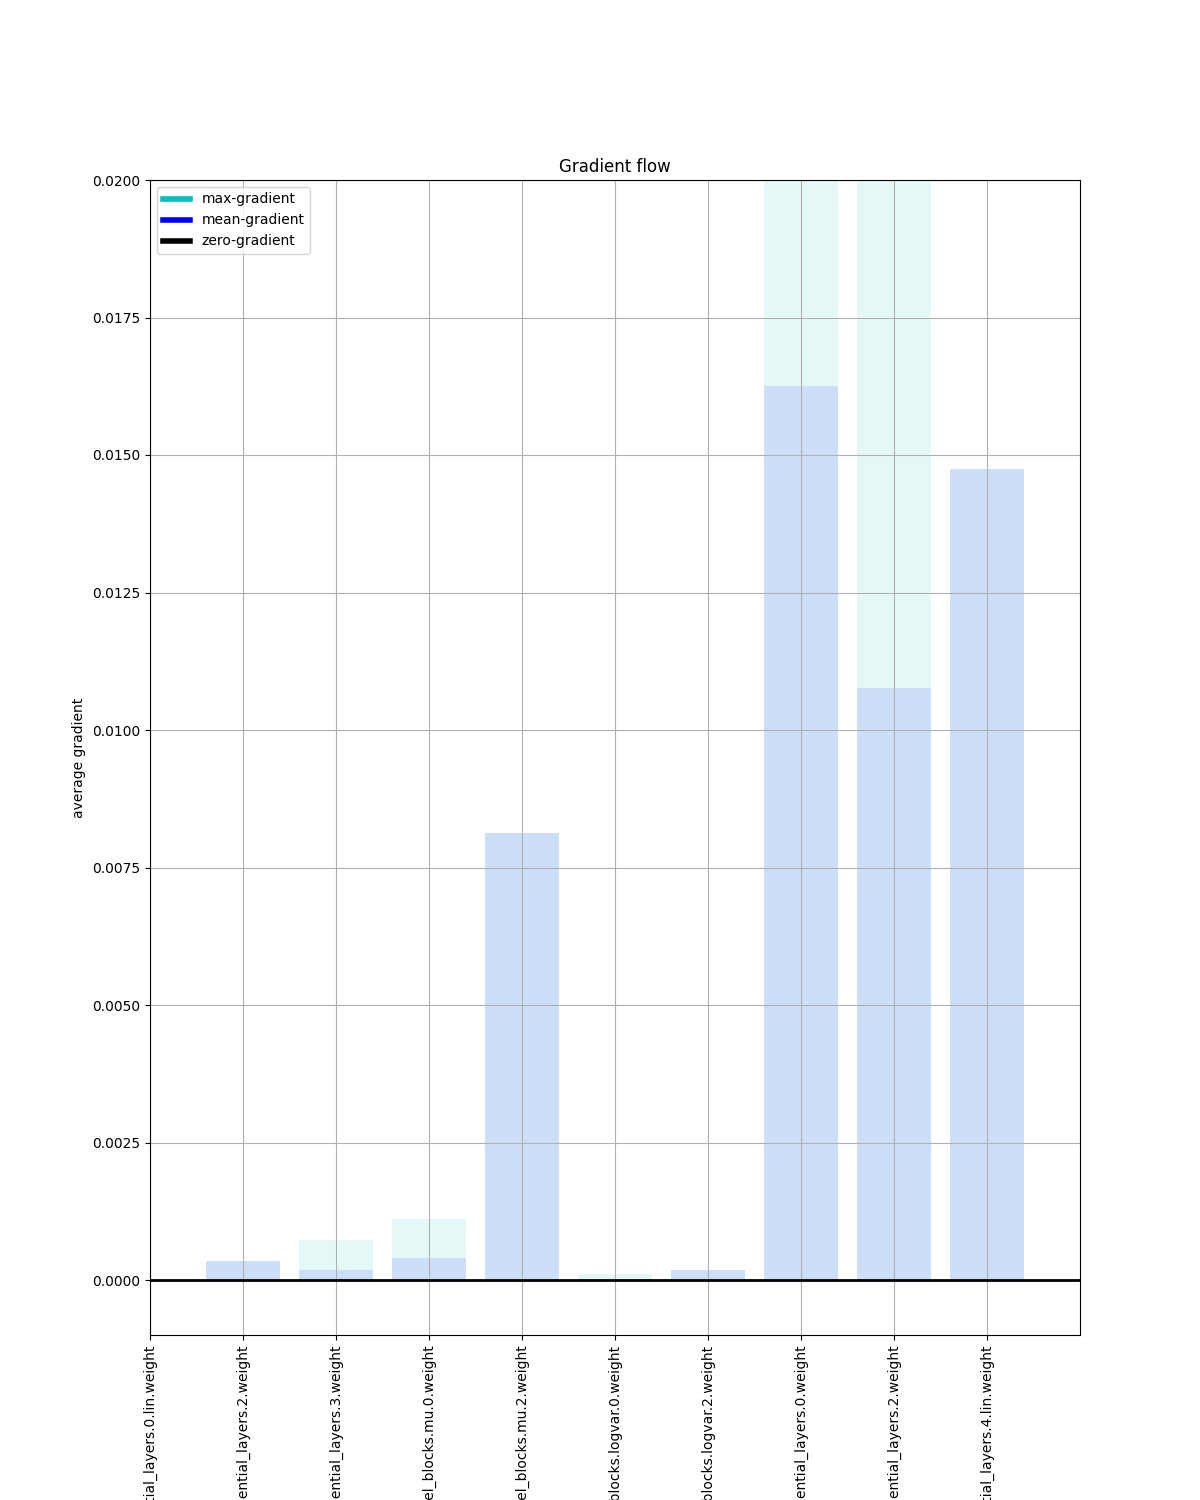 Gradient flow
max-gradient
mean-gradient
zero-gradient
0.0200
0.0175
0.0150
0.0125
0.0100
0.0075
0.0050
0.0025
0.0000
average gradient
tial_layers.0.lin.weight
ential_layers.2.weight
ential_layers.3.weight
el_blocks.mu.0.weight
el_blocks.mu.2.weight
blocks.logvar.0.weight
blocks.logvar.2.weight
ential_layers.0.weight
ential_layers.2.weight
tial_layers.4.lin.weight